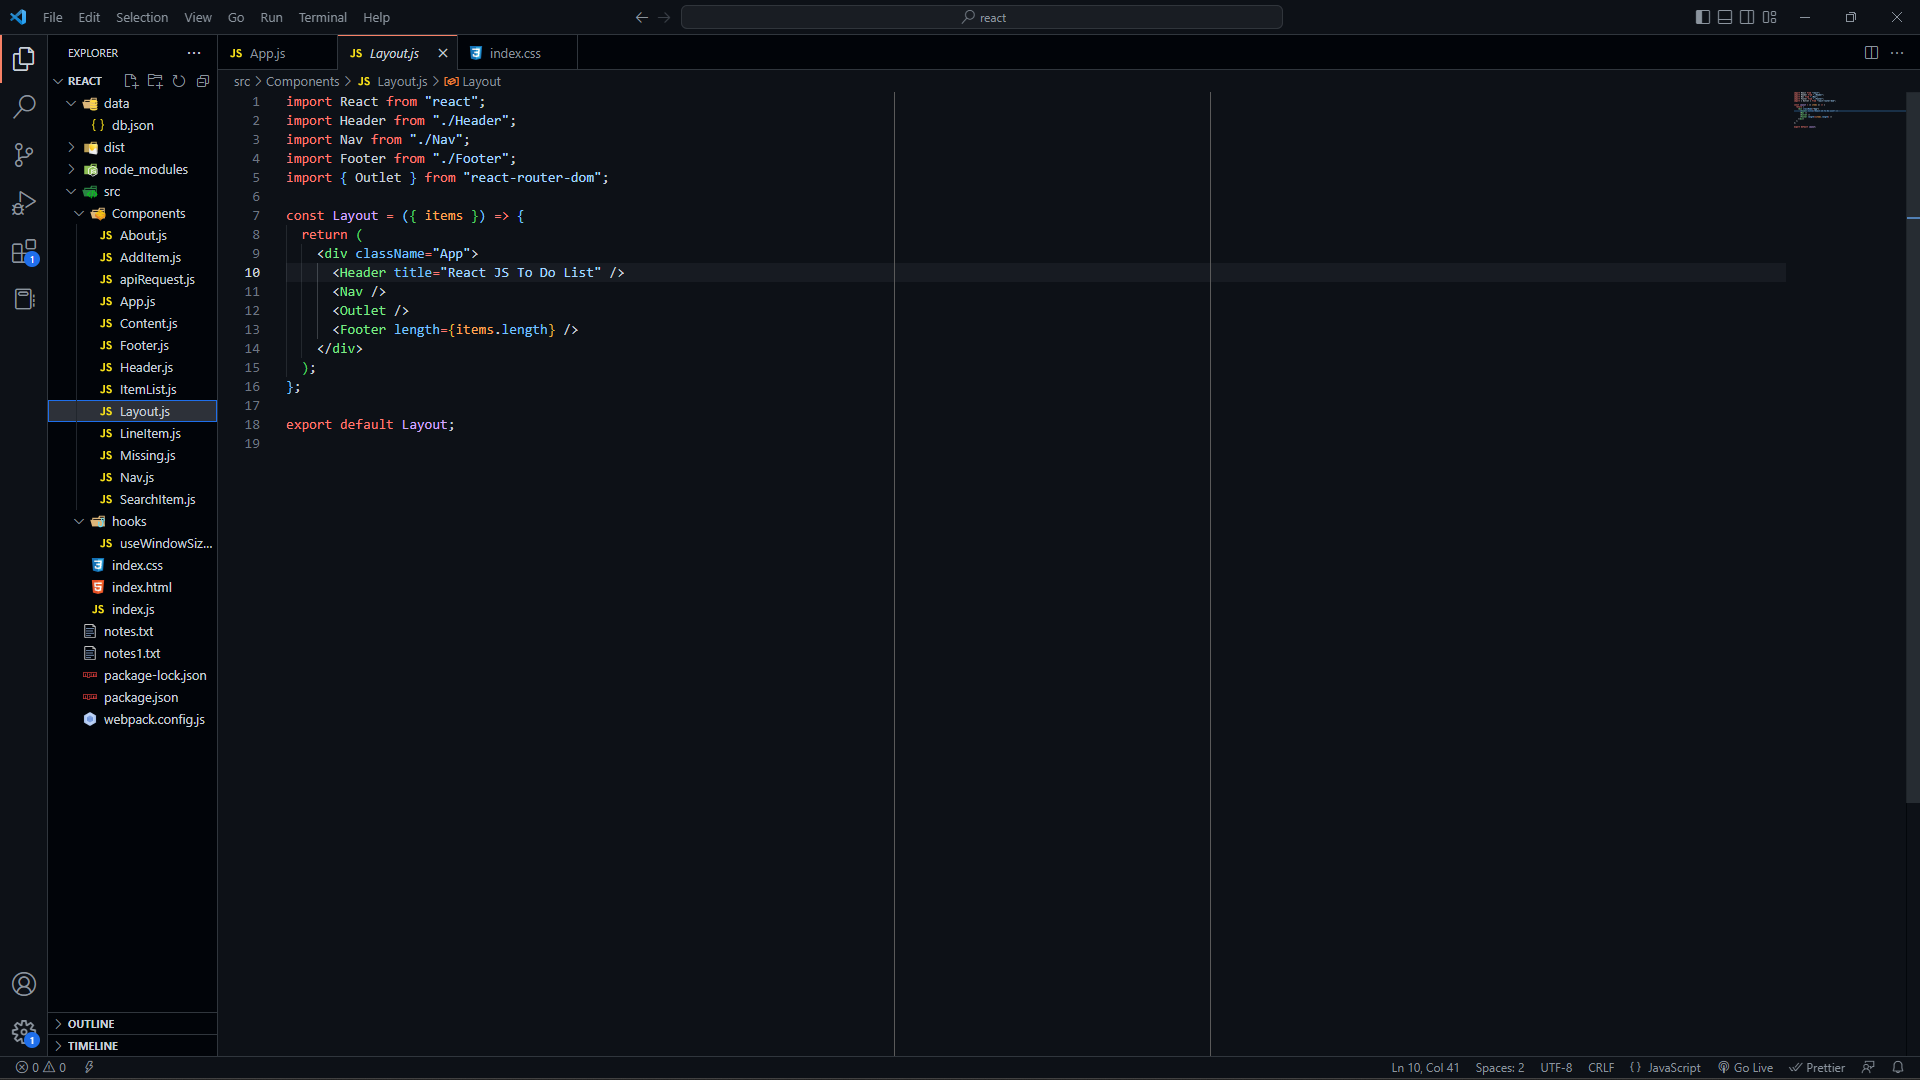 File Edit Selection View Go Run Terminal Help
react
EXPLORER
REACT
data
{ } db.json
dist
node_modules
src
Components
JS About.js
JS AddItem.js
JS apiRequest.js
JS App.js
JS Content.js
JS Footer.js
JS Header.js
JS ItemList.js
JS Layout.js
JS LineItem.js
JS Missing.js
JS Nav.js
JS SearchItem.js
hooks
JS useWindowSiz...
index.css
index.html
JS index.js
notes.txt
notes1.txt
package-lock.json
package.json
webpack.config.js
OUTLINE
TIMELINE
1
1
JS App.js JS Layout.js index.css
src > Components > JS Layout.js > Layout
1 import React from "react";
2 import Header from "./Header";
3 import Nav from "./Nav";
4 import Footer from "./Footer";
5 import { Outlet } from "react-router-dom";
6
7 const Layout = ({ items }) => {
8 return (
9 <div className="App">
10 <Header title="React JS To Do List" />
11 <Nav />
12 <Outlet />
13 <Footer length={items.length} />
14 </div>
15 );
16 };
17
18 export default Layout;
19
0 0 Ln 10, Col 41 Spaces: 2 UTF-8 CRLF { } JavaScript Go Live Prettier